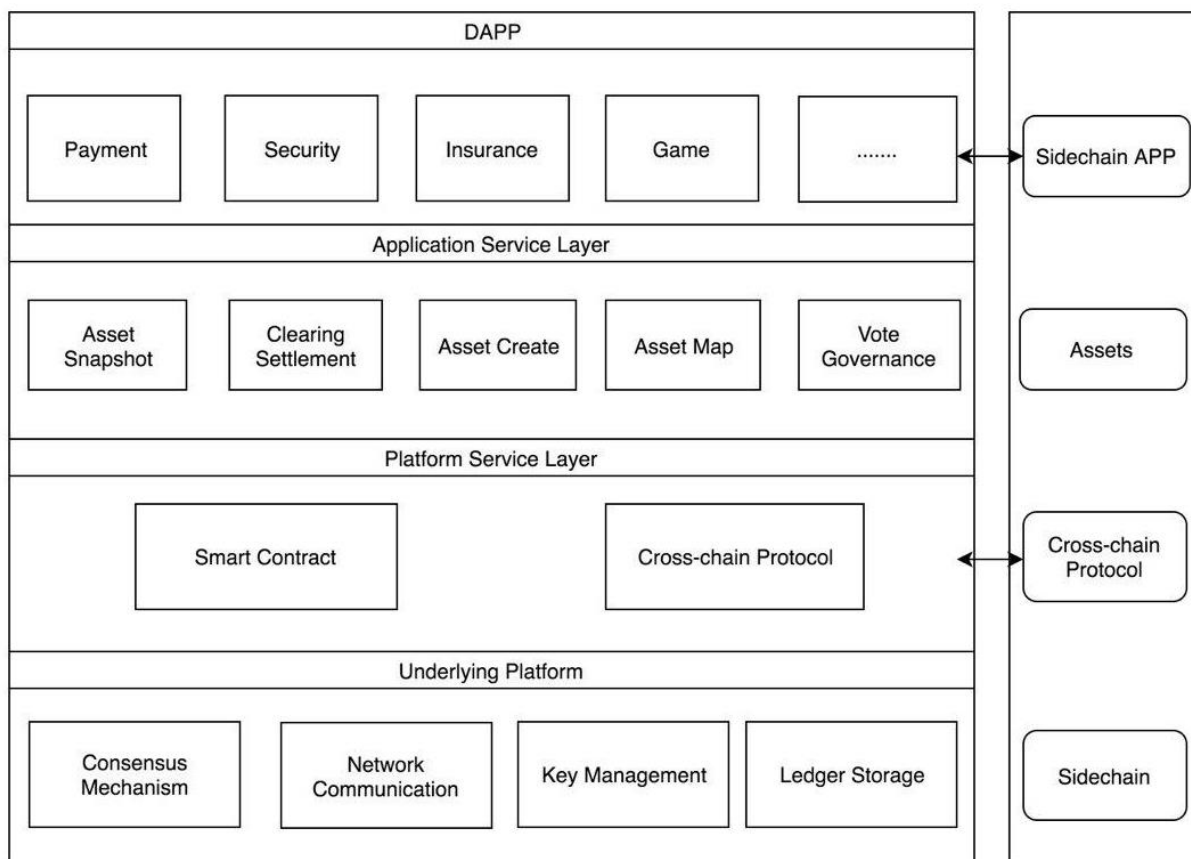 DAPP
Payment
Security
Insurance
Game
.......
Sidechain APP
Application Service Layer
Asset
Snapshot
Clearing
Settlement
Asset Create
Asset Map
Vote
Governance
Assets
Platform Service Layer
Smart Contract
Cross-chain Protocol
Cross-chain
Protocol
Underlying Platform
Consensus
Mechanism
Network
Communication
Key Management
Ledger Storage
Sidechain